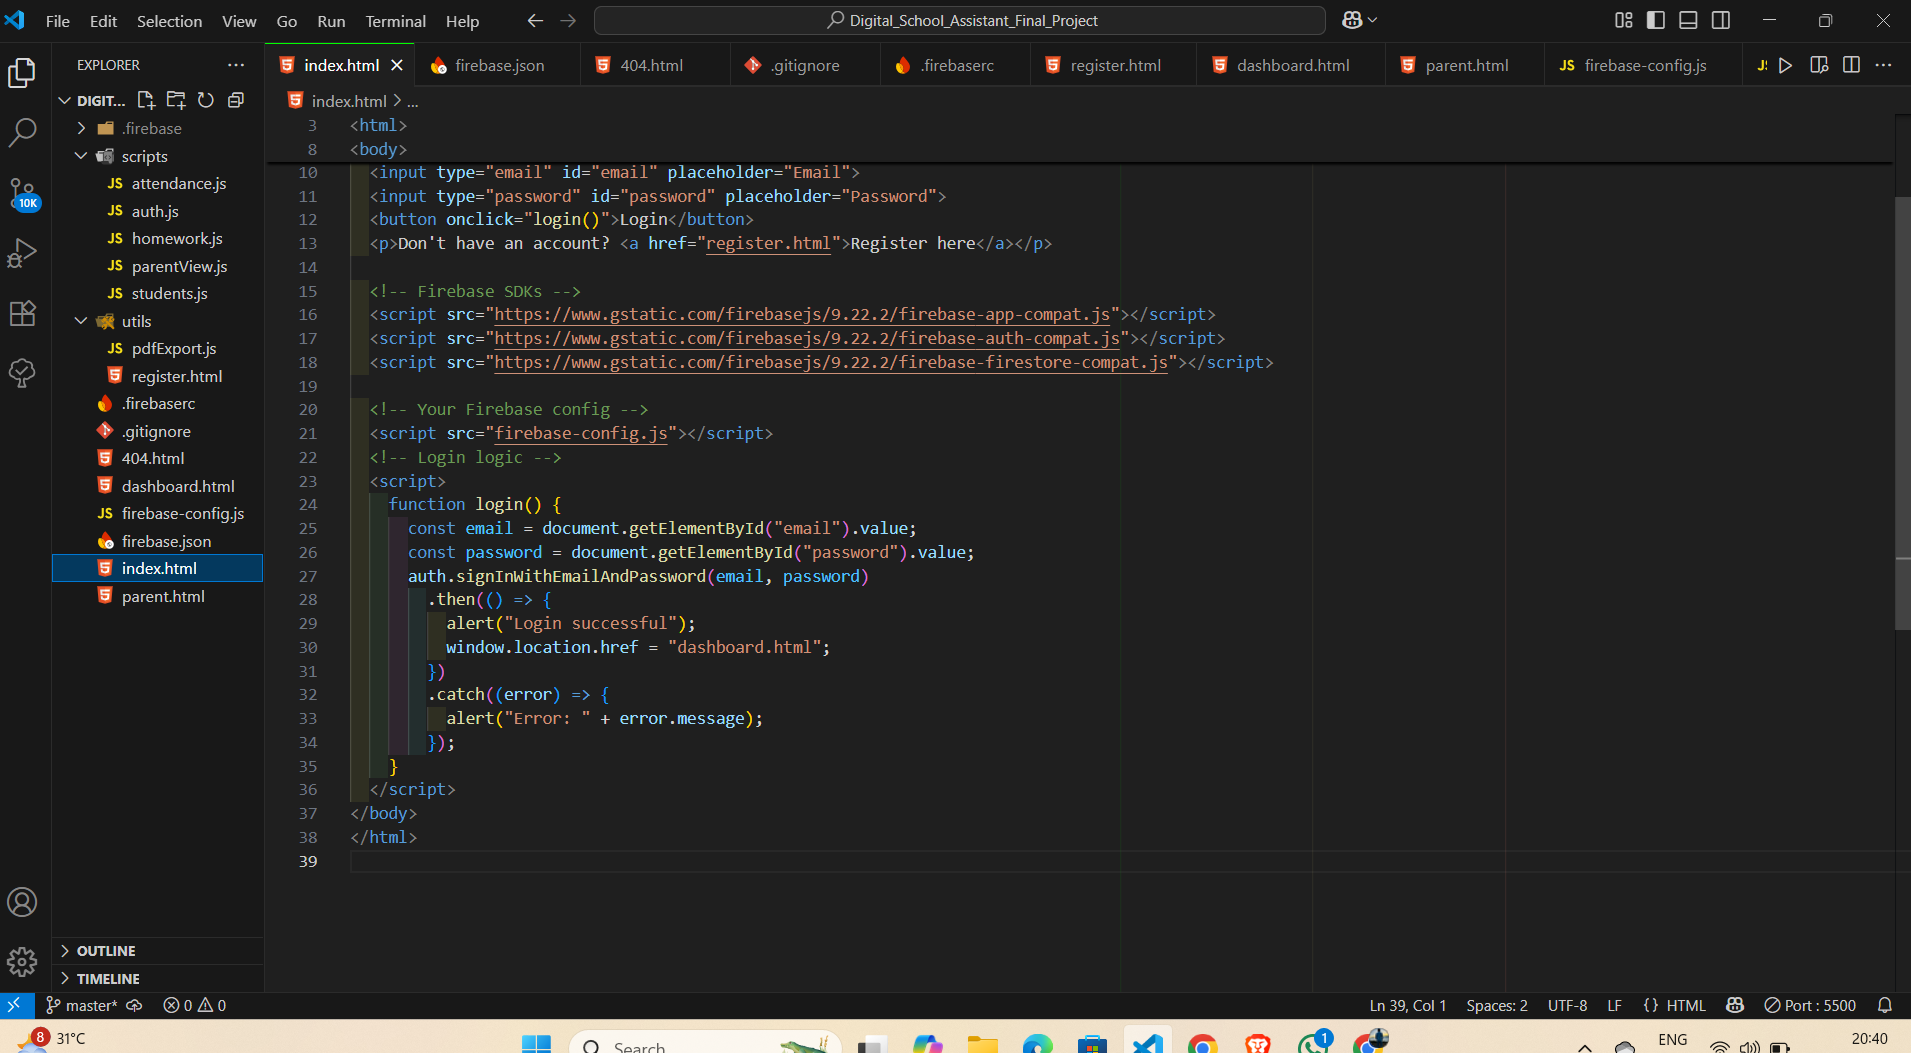 File Edit Selection View Go Run Terminal Help
Digital_School_Assistant_Final_Project
EXPLORER
index.html
firebase.json
404.html
.gitignore
.firebaserc
register.html
dashboard.html
parent.html
JS firebase-config.js
DIGIT...
.firebase
scripts
JS attendance.js
JS auth.js
JS homework.js
JS parentView.js
JS students.js
utils
JS pdfExport.js
register.html
.firebaserc
.gitignore
404.html
dashboard.html
JS firebase-config.js
firebase.json
index.html
parent.html
OUTLINE
TIMELINE
10K
index.html > ...
3 <html>
8 <body>
10 <input type="email" id="email" placeholder="Email">
11 <input type="password" id="password" placeholder="Password">
12 <button onclick="login()">Login</button>
13 <p>Don't have an account? <a href="register.html">Register here</a></p>
14
15 <!-- Firebase SDKs -->
16 <script src="https://www.gstatic.com/firebasejs/9.22.2/firebase-app-compat.js"></script>
17 <script src="https://www.gstatic.com/firebasejs/9.22.2/firebase-auth-compat.js"></script>
18 <script src="https://www.gstatic.com/firebasejs/9.22.2/firebase-firestore-compat.js"></script>
19
20 <!-- Your Firebase config -->
21 <script src="firebase-config.js"></script>
22 <!-- Login logic -->
23 <script>
24 function login() {
25 const email = document.getElementById("email").value;
26 const password = document.getElementById("password").value;
27 auth.signInWithEmailAndPassword(email, password)
28 .then(() => {
29 alert("Login successful");
30 window.location.href = "dashboard.html";
31 })
32 .catch((error) => {
33 alert("Error: " + error.message);
34 });
35 }
36 </script>
37 </body>
38 </html>
39
master* 0 0
Ln 39, Col 1 Spaces: 2 UTF-8 LF {} HTML Port : 5500
8 31°C
Search
1
ENG
20:40